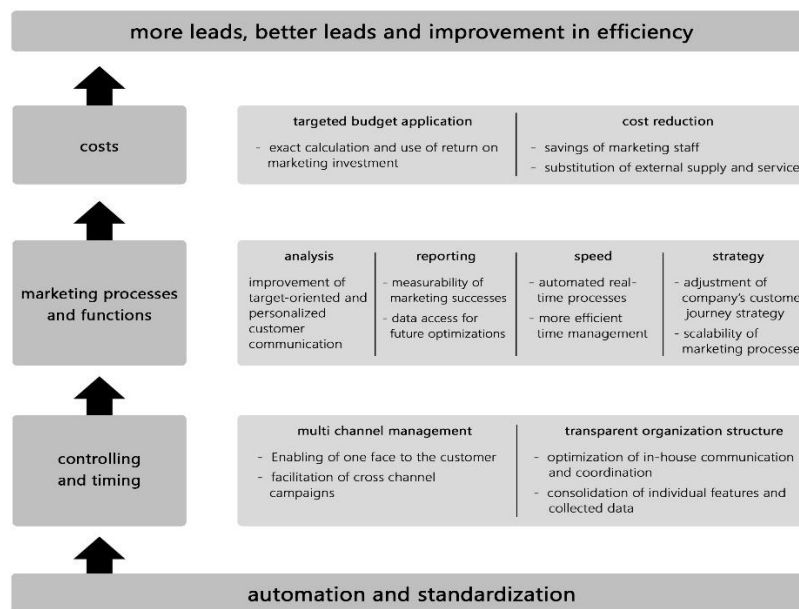 more leads, better leads and improvement in efficiency
costs
targeted budget application
- exact calculation and use of return on
marketing investment
cost reduction
- savings of marketing staff
- substitution of external supply and service
marketing processes
and functions
analysis
improvement of
target-oriented and
personalized
customer
communication
reporting
- measurability of
marketing successes
- data access for
future optimizations
speed
- automated real-
time processes
- more efficient
time management
strategy
- adjustment of
company's custome
journey strategy
- scalability of
marketing processe
controlling
and timing
multi channel management
- Enabling of one face to the customer
- facilitation of cross channel
campaigns
transparent organization structure
- optimization of in-house communication
and coordination
- consolidation of individual features and
collected data
automation and standardization